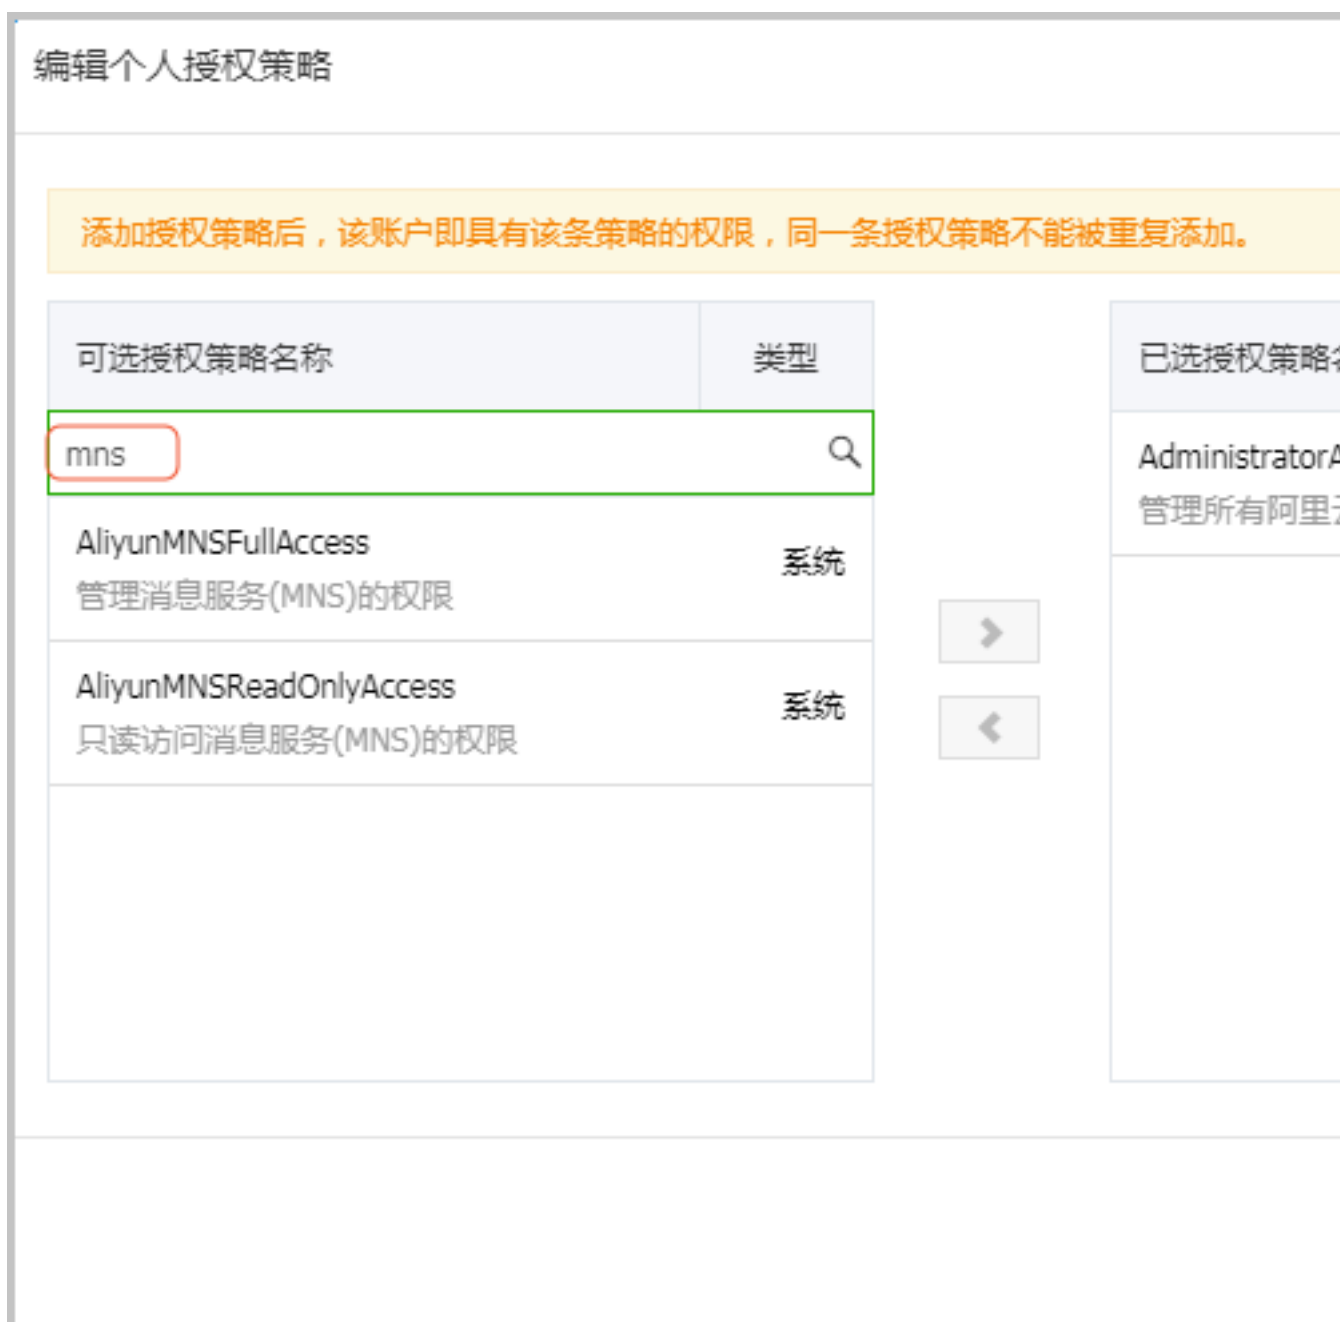 编辑个人授权策略
添加授权策略后，该账户即具有该条策略的权限，同一条授权策略不能被重复添加。
可选授权策略名称 类型 已选授权策略
mns
AliyunMNSFullAccess
管理消息服务(MNS)的权限
系统
AliyunMNSReadOnlyAccess
只读访问消息服务(MNS)的权限
系统
Administrator
管理所有阿里